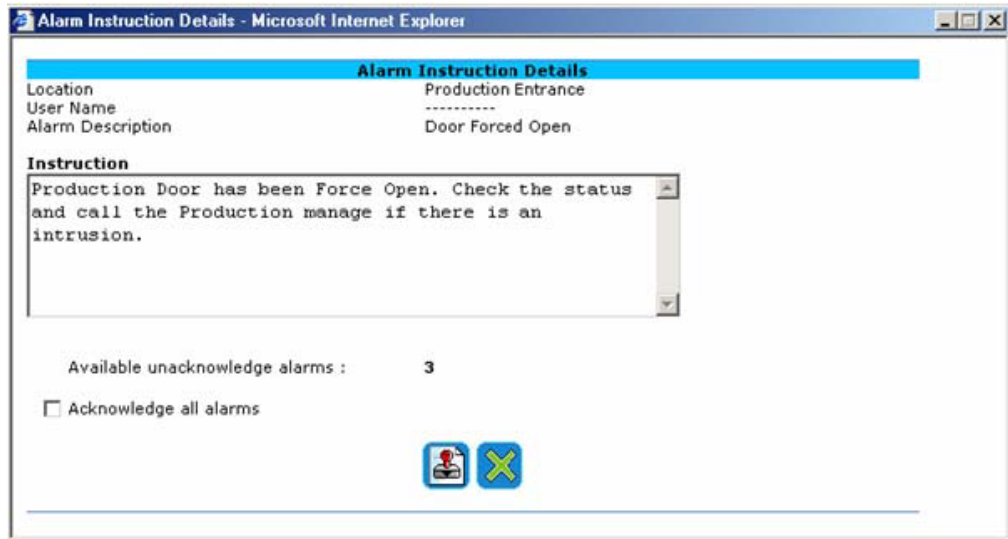 Alarm Instruction Details - Microsoft Internet Explorer
Alarm Instruction Details
Location Production Entrance
User Name ----------
Alarm Description Door Forced Open
Instruction
Production Door has been Force Open. Check the status
and call the Production manage if there is an
intrusion.
Available unacknowledge alarms : 3
Acknowledge all alarms